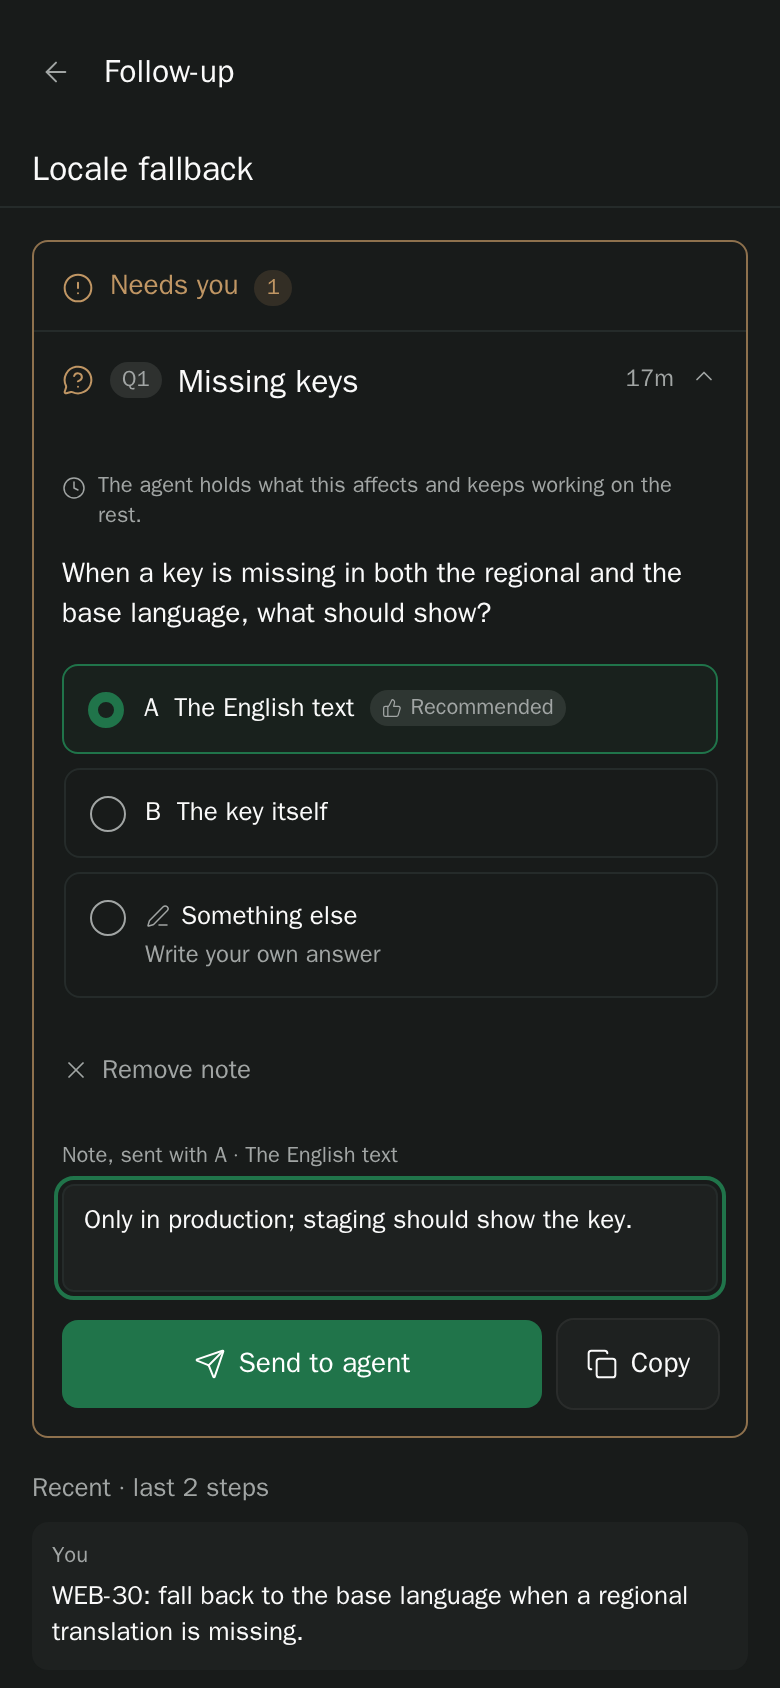 Follow-up
Locale fallback
Needs you 1
Q1 Missing keys 17m
The agent holds what this affects and keeps working on the
rest.
When a key is missing in both the regional and the
base language, what should show?
A The English text Recommended
B The key itself
Something else
Write your own answer
Remove note
Note, sent with A · The English text
Only in production; staging should show the key.
Send to agent Copy
Recent · last 2 steps
You
WEB-30: fall back to the base language when a regional
translation is missing.